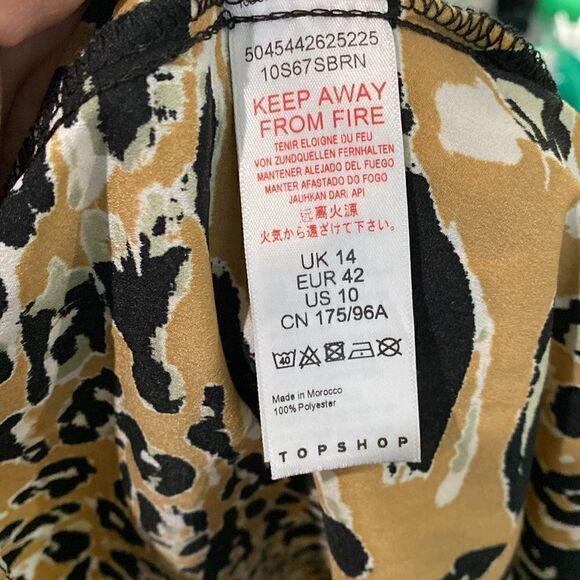 5045442625225
10S67SBRN
KEEP AWAY
FROM FIRE
TENIR ELOIGNE DU FEU
VON ZUNDQUELLEN FERNHALTEN
MANTENER ALEJADO DEL FUEGO
MANTER AFASTADO DO FOGO
JAUHKAN DARI API
远离火源
火気から遠ざけて下さい
UK 14
EUR 42
US 10
CN 175/96A
40
Made in Morocco
100% Polyester
TOPSHOP